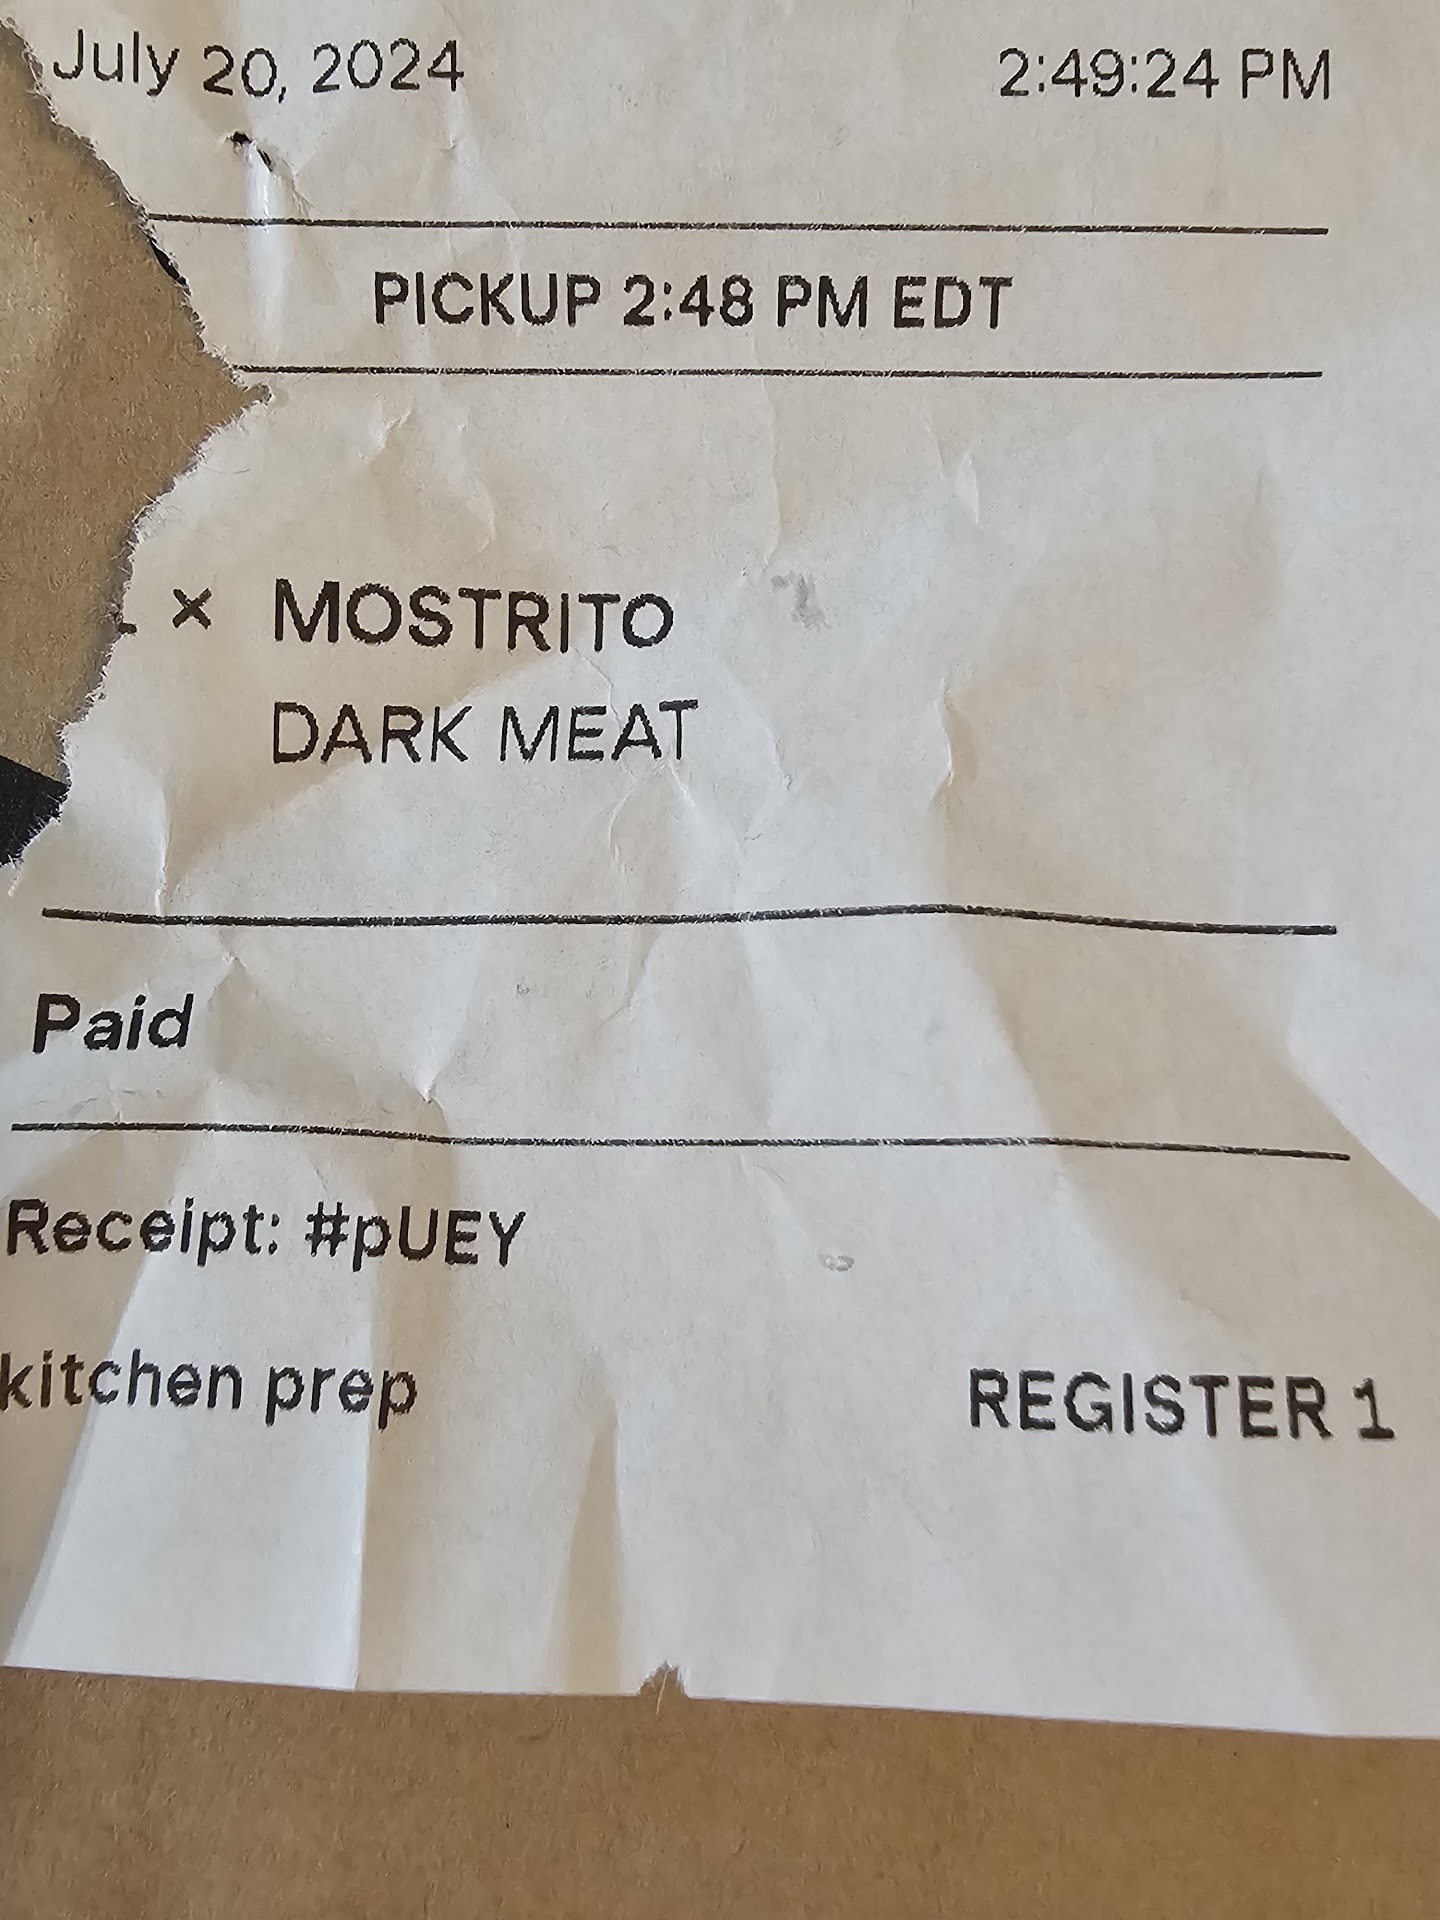 July 20, 2024 2:49:24 PM
PICKUP 2:48 PM EDT
× MOSTRITO
DARK MEAT
Paid
Receipt: #pUEY
kitchen prep REGISTER 1